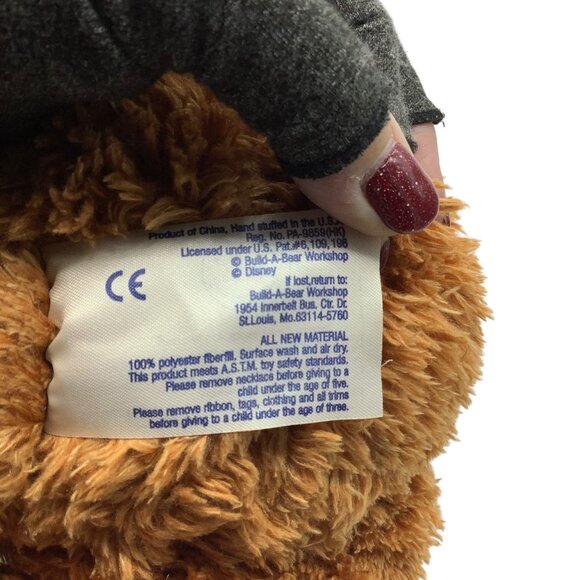 Product of China, Hand stuffed in the U.S.
Reg. No. PA-9859(HK)
Licensed under U.S. Pat.#6,109,196
© Build-A-Bear Workshop
© Disney
CE
If lost,return to:
Build-A-Bear Workshop
1954 Innerbelt Bus. Ctr. Dr.
St.Louis, Mo.63114-5760
ALL NEW MATERIAL
100% polyester fiberfill. Surface wash and air dry.
This product meets A.S.T.M. toy safety standards.
Please remove necklace before giving to a
child under the age of five.
Please remove ribbon, tags, clothing and all trims
before giving to a child under the age of three.